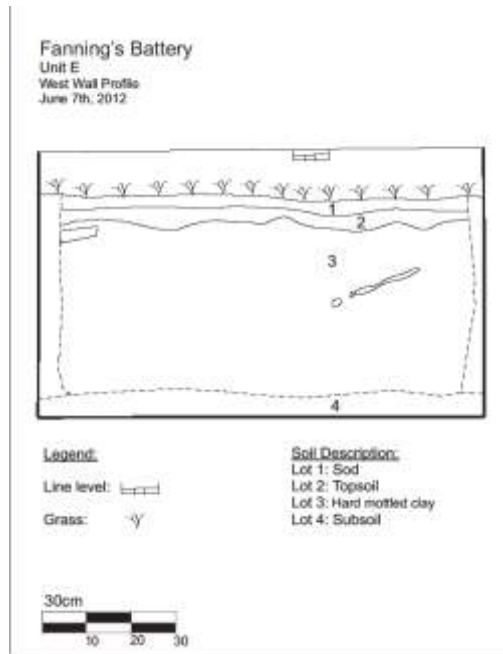 Fanning's Battery
Unit E
West Wall Profile
June 7th, 2012
1
2
3
4
Legend:
Line level:
Grass:
Soil Description:
Lot 1: Sod
Lot 2: Topsoil
Lot 3: Hard mottled clay
Lot 4: Subsoil
30cm
10 20 30